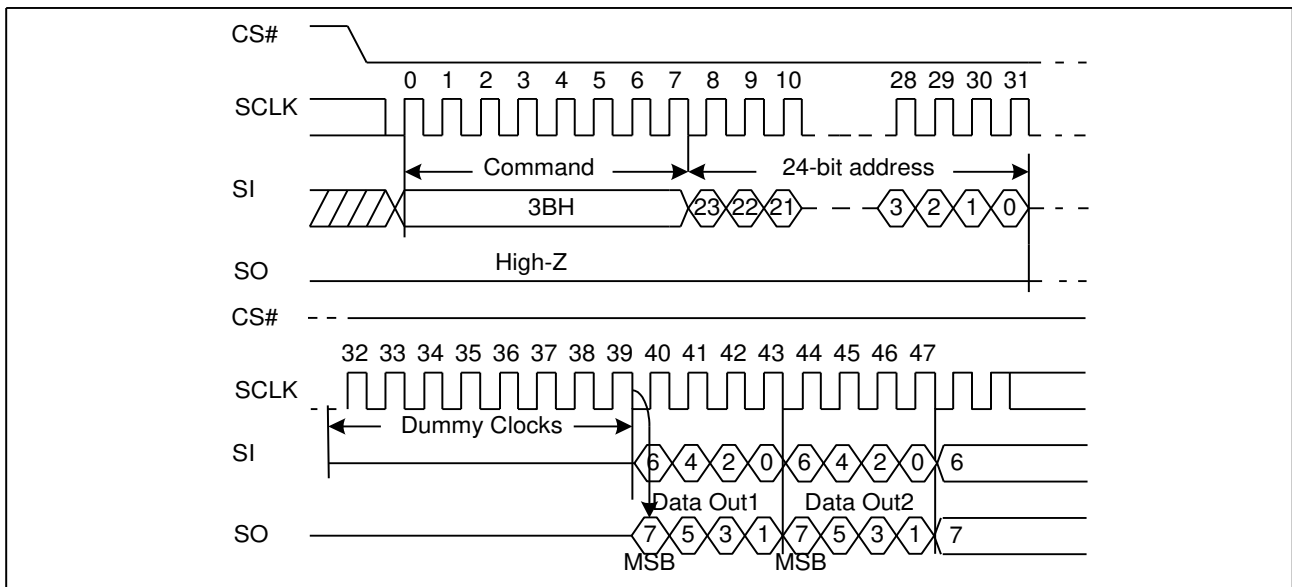 CS#
0 1 2 3 4 5 6 7 8 9 10 28 29 30 31
SCLK
Command 24-bit address
SI
3BH 23 22 21 3 2 1 0
High-Z
SO
CS#
32 33 34 35 36 37 38 39 40 41 42 43 44 45 46 47
SCLK
Dummy Clocks
SI
6 4 2 0 6 4 2 0 6
Data Out1 Data Out2
SO
7 5 3 1 7 5 3 1 7
MSB MSB